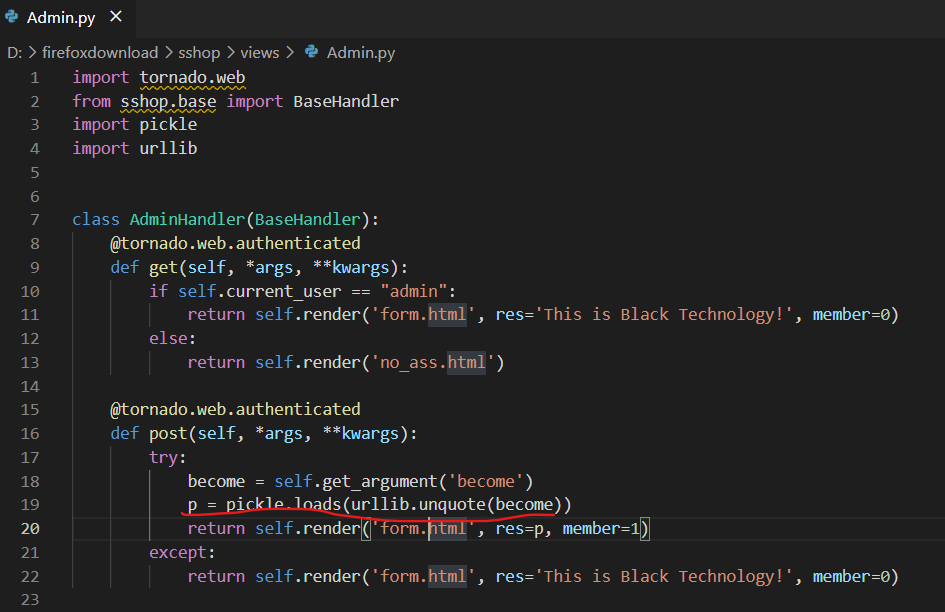 Admin.py
D: > firefoxdownload > sshop > views > Admin.py
1 import tornado.web
2 from sshop.base import BaseHandler
3 import pickle
4 import urllib
5
6
7 class AdminHandler(BaseHandler):
8     @tornado.web.authenticated
9     def get(self, *args, **kwargs):
10         if self.current_user == "admin":
11             return self.render('form.html', res='This is Black Technology!', member=0)
12         else:
13             return self.render('no_ass.html')
14
15     @tornado.web.authenticated
16     def post(self, *args, **kwargs):
17         try:
18             become = self.get_argument('become')
19             p = pickle.loads(urllib.unquote(become))
20             return self.render('form.html', res=p, member=1)
21         except:
22             return self.render('form.html', res='This is Black Technology!', member=0)
23